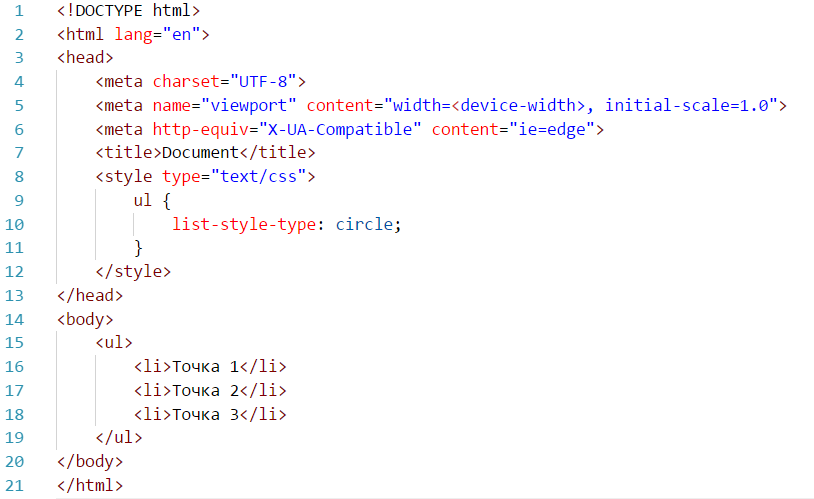 1 <!DOCTYPE html>
2 <html lang="en">
3 <head>
4 <meta charset="UTF-8">
5 <meta name="viewport" content="width=<device-width>, initial-scale=1.0">
6 <meta http-equiv="X-UA-Compatible" content="ie=edge">
7 <title>Document</title>
8 <style type="text/css">
9 ul {
10 list-style-type: circle;
11 }
12 </style>
13 </head>
14 <body>
15 <ul>
16 <li>Точка 1</li>
17 <li>Точка 2</li>
18 <li>Точка 3</li>
19 </ul>
20 </body>
21 </html>